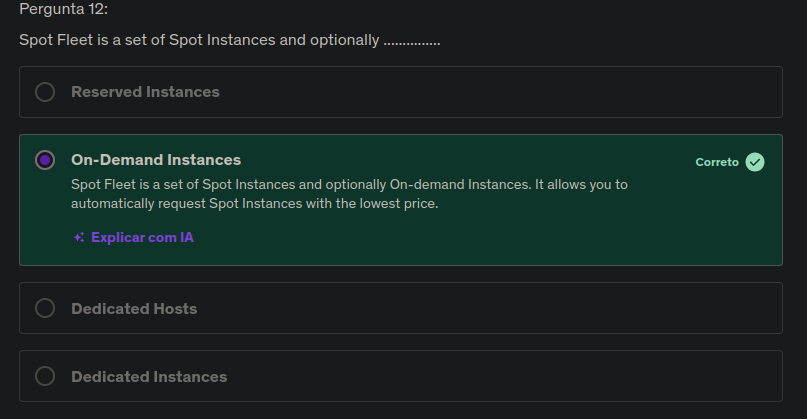 Pergunta 12:
Spot Fleet is a set of Spot Instances and optionally ...............
Reserved Instances
On-Demand Instances
Correto
Spot Fleet is a set of Spot Instances and optionally On-demand Instances. It allows you to
automatically request Spot Instances with the lowest price.
Explicar com IA
Dedicated Hosts
Dedicated Instances